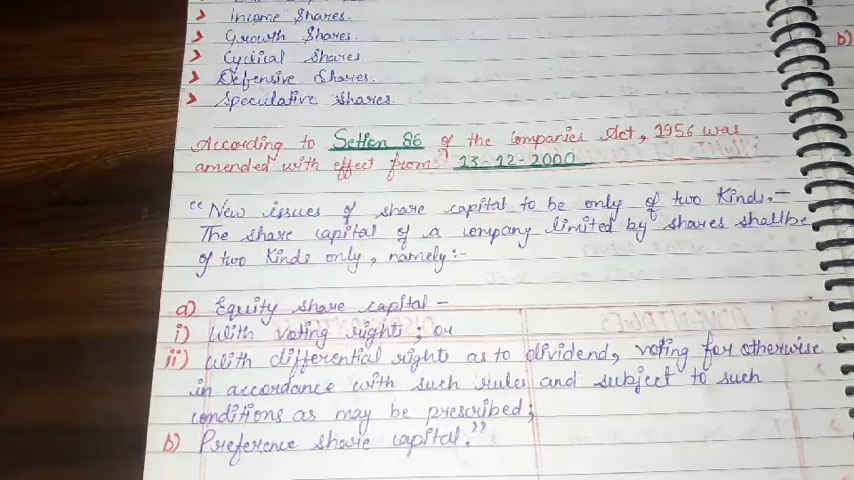 > Income Shares.
> Growth Shares.
> Cyclical Shares.
> Defensive Shares.
> Speculative shares.
According to Settion 86 of the Companies Act, 1956 was
amended with effect from 13-12-2000
"New issues of share capital to be only of two Kinds.-
The share capital of a company limited by shares shall be
of two Kinds only, namely:-
a) Equity share capital -
i) with voting rights; or
ii) with differential rights as to dividend, voting for otherwise
in accordance with such rules and subject to such
conditions as may be prescribed;
b) Preference share capital."
b)